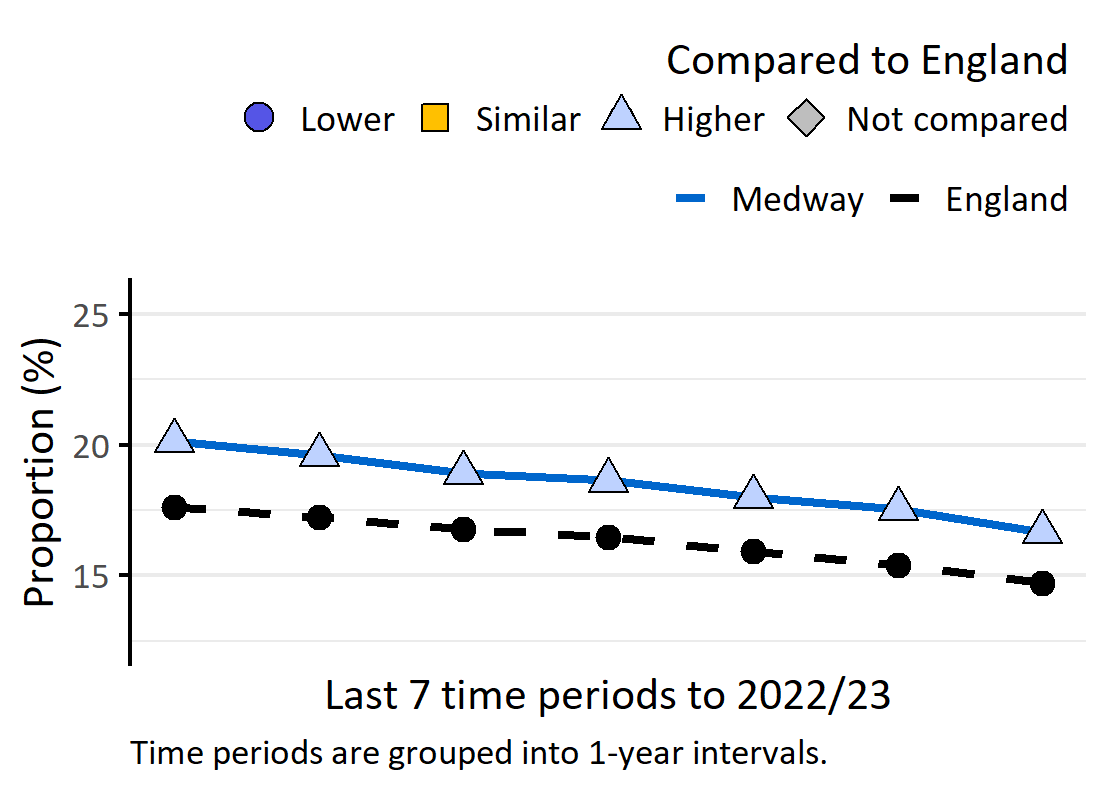 Compared to England
Lower Similar Higher Not compared
Medway England
25
20
15
Proportion (%)
Last 7 time periods to 2022/23
Time periods are grouped into 1-year intervals.